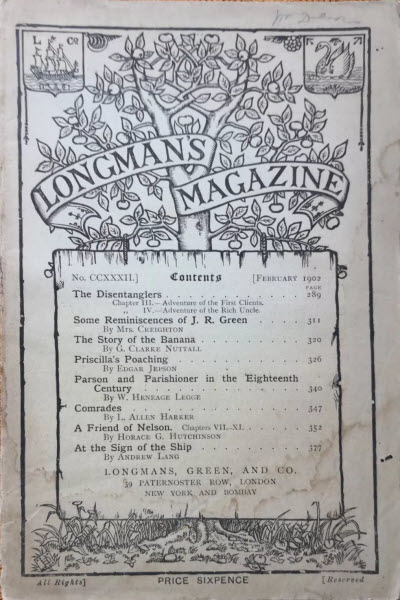 L. Co.
LONGMAN'S
MAGAZINE
No. CCXXXII.] Contents [FEBRUARY 1902
PAGE
The Disentanglers . . . . . . . . . . . 289
Chapter III.—Adventure of the First Clients.
„ IV.—Adventure of the Rich Uncle.
Some Reminiscences of J. R. Green . . . . 311
By MRS. CREIGHTON
The Story of the Banana . . . . . . . . 320
By G. CLARKE NUTTALL
Priscilla's Poaching . . . . . . . . . . 326
By EDGAR JEPSON
Parson and Parishioner in the Eighteenth
Century . . . . . . . . . . . . . . 340
By W. HENEAGE LEGGE
Comrades . . . . . . . . . . . . . 347
By L. ALLEN HARKER
A Friend of Nelson. Chapters VII.-XI. . . . . . 352
By HORACE G. HUTCHINSON
At the Sign of the Ship . . . . . . . . 377
By ANDREW LANG
LONGMANS, GREEN, AND CO.
39 PATERNOSTER ROW, LONDON
NEW YORK AND BOMBAY
All Rights] PRICE SIXPENCE [Reserved